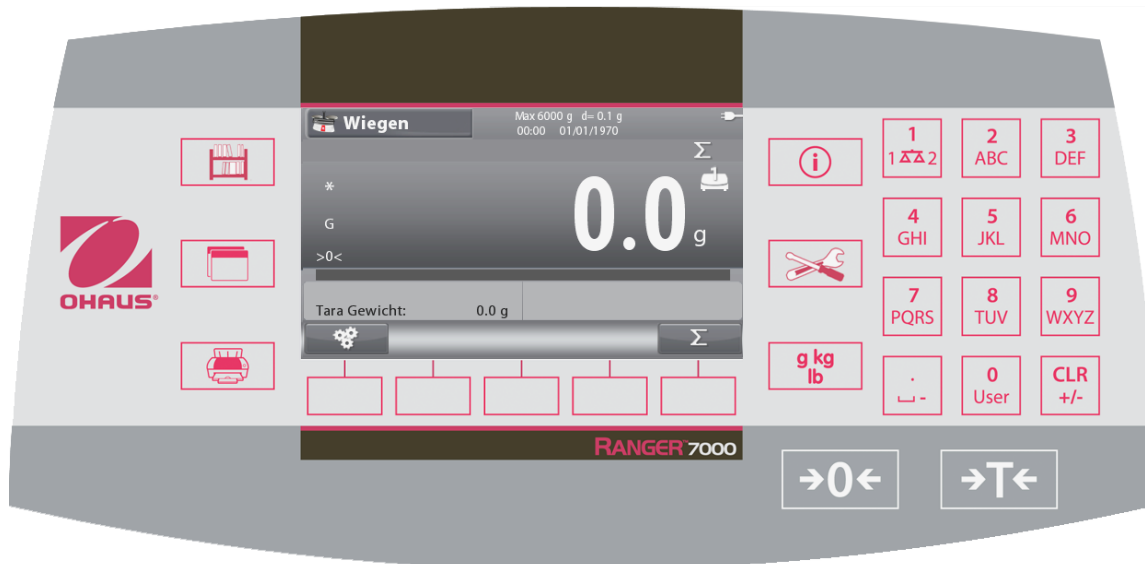 Wiegen
Max 6000 g d= 0.1 g
00:00 01/01/1970
Σ
1
*
G
>0<
0.0 g
Tara Gewicht: 0.0 g
Σ
OHAUS®
RANGER™ 7000
i
g kg
lb
1
1 2
2
ABC
3
DEF
4
GHI
5
JKL
6
MNO
7
PQRS
8
TUV
9
WXYZ
.
⎵ -
0
User
CLR
+/-
→0←
→T←